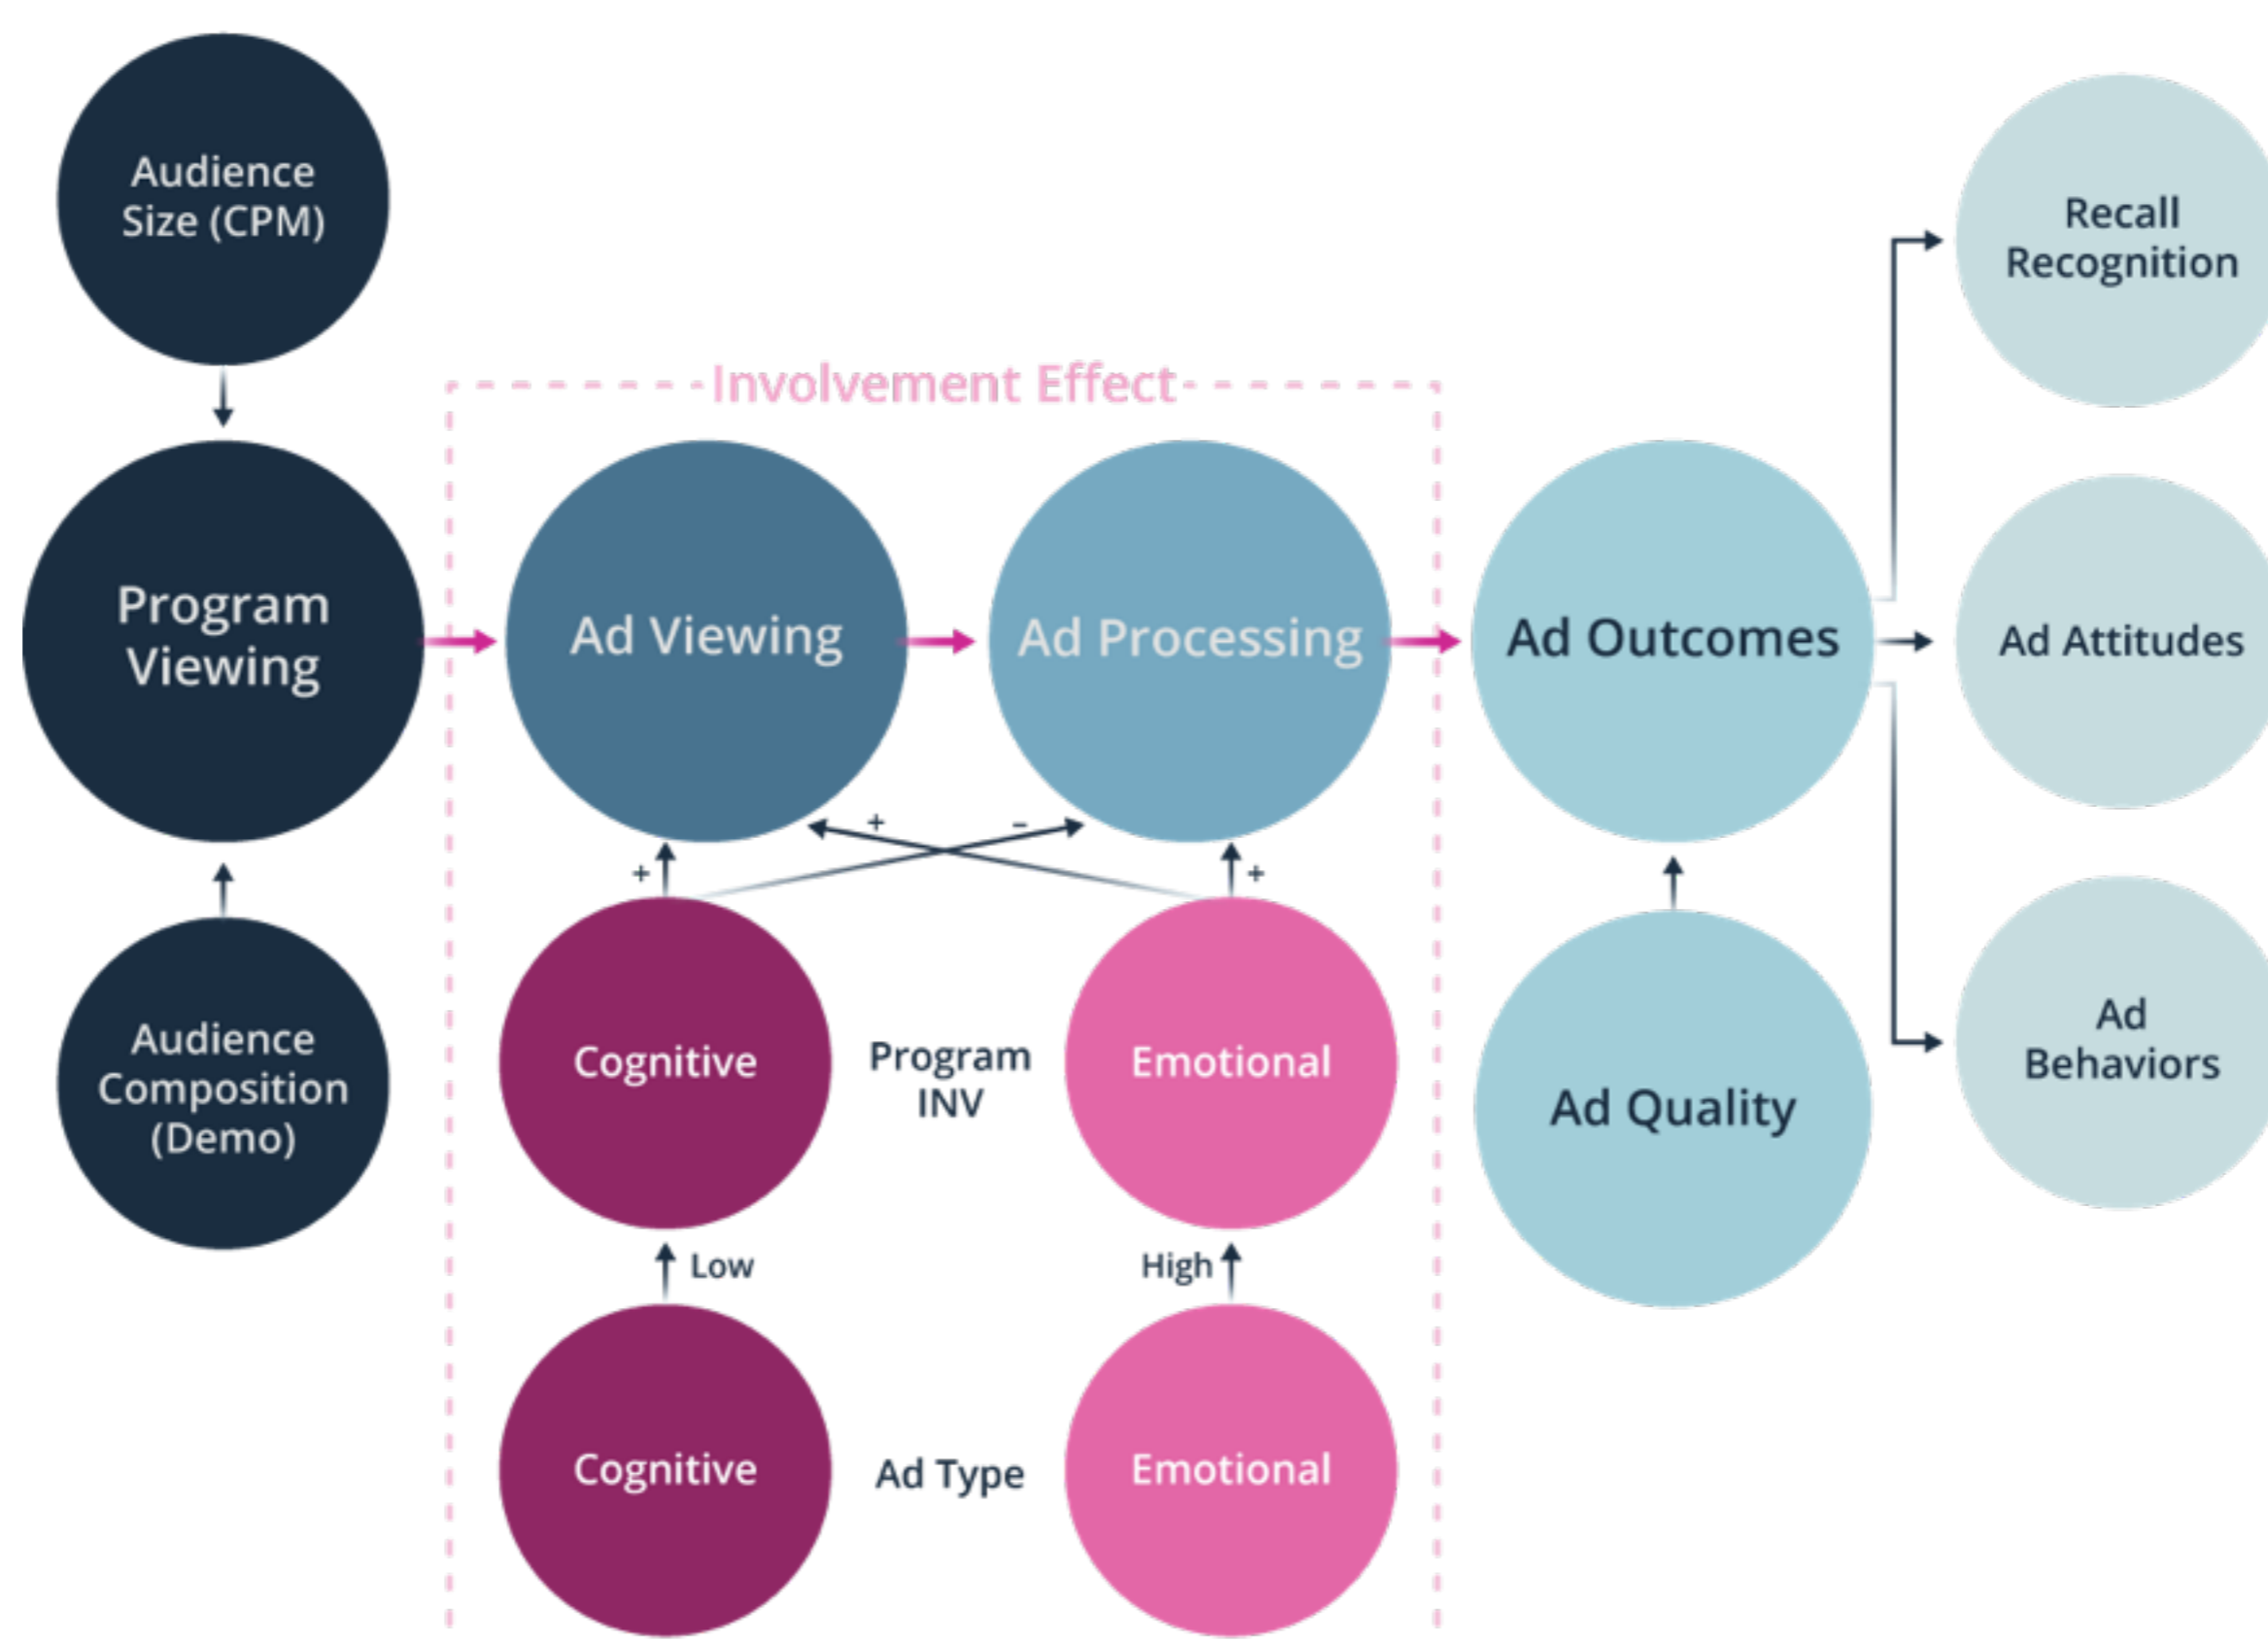 Audience
Size (CPM)
Program
Viewing
Audience
Composition
(Demo)
Involvement Effect
Ad Viewing
Ad Processing
+
–
+
+
Cognitive
Program
INV
Emotional
Low
High
Cognitive
Ad Type
Emotional
Ad Outcomes
Ad Quality
Recall
Recognition
Ad Attitudes
Ad
Behaviors